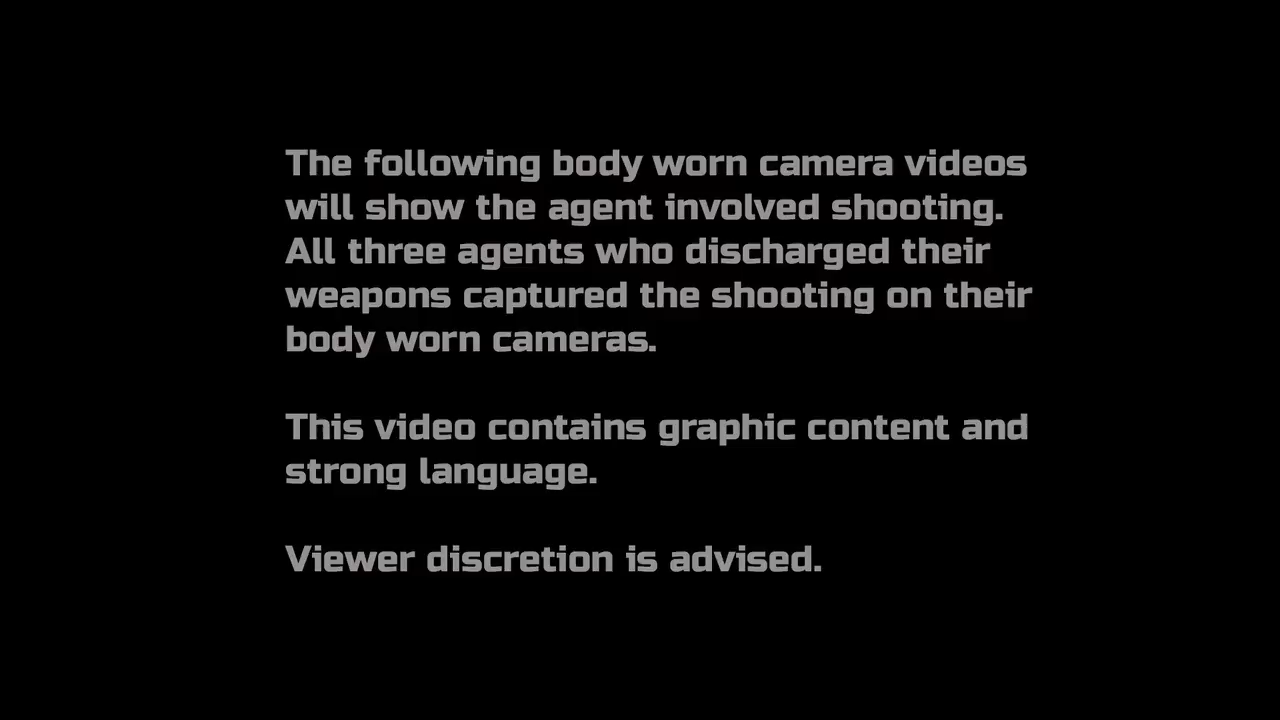 The following body worn camera videos
will show the agent involved shooting.
All three agents who discharged their
weapons captured the shooting on their
body worn cameras.
This video contains graphic content and
strong language.
Viewer discretion is advised.